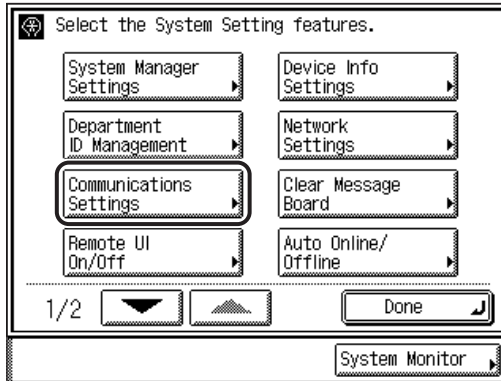 Select the System Setting features.
System Manager
Settings
Device Info
Settings
Department
ID Management
Network
Settings
Communications
Settings
Clear Message
Board
Remote UI
On/Off
Auto Online/
Offline
1/2
Done
System Monitor